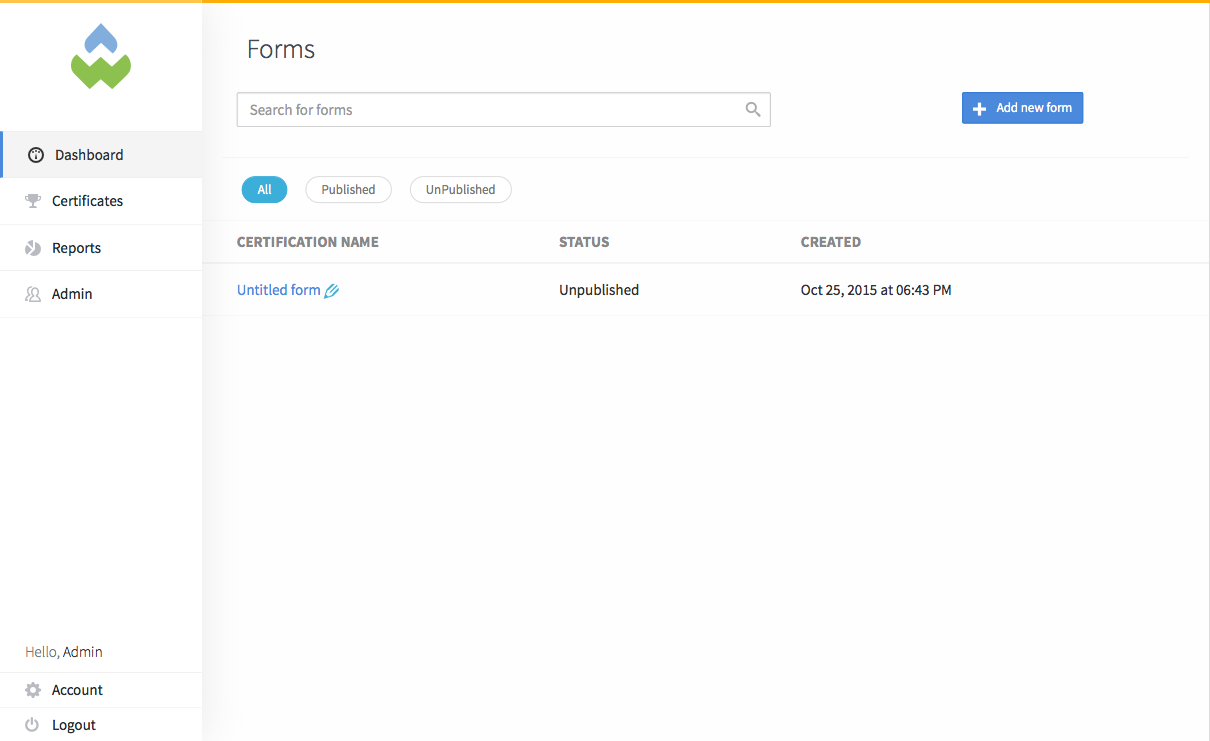 Forms
Search for forms
Add new form
Dashboard
Certificates
Reports
Admin
All Published UnPublished
CERTIFICATION NAME STATUS CREATED
Untitled form Unpublished Oct 25, 2015 at 06:43 PM
Hello, Admin
Account
Logout